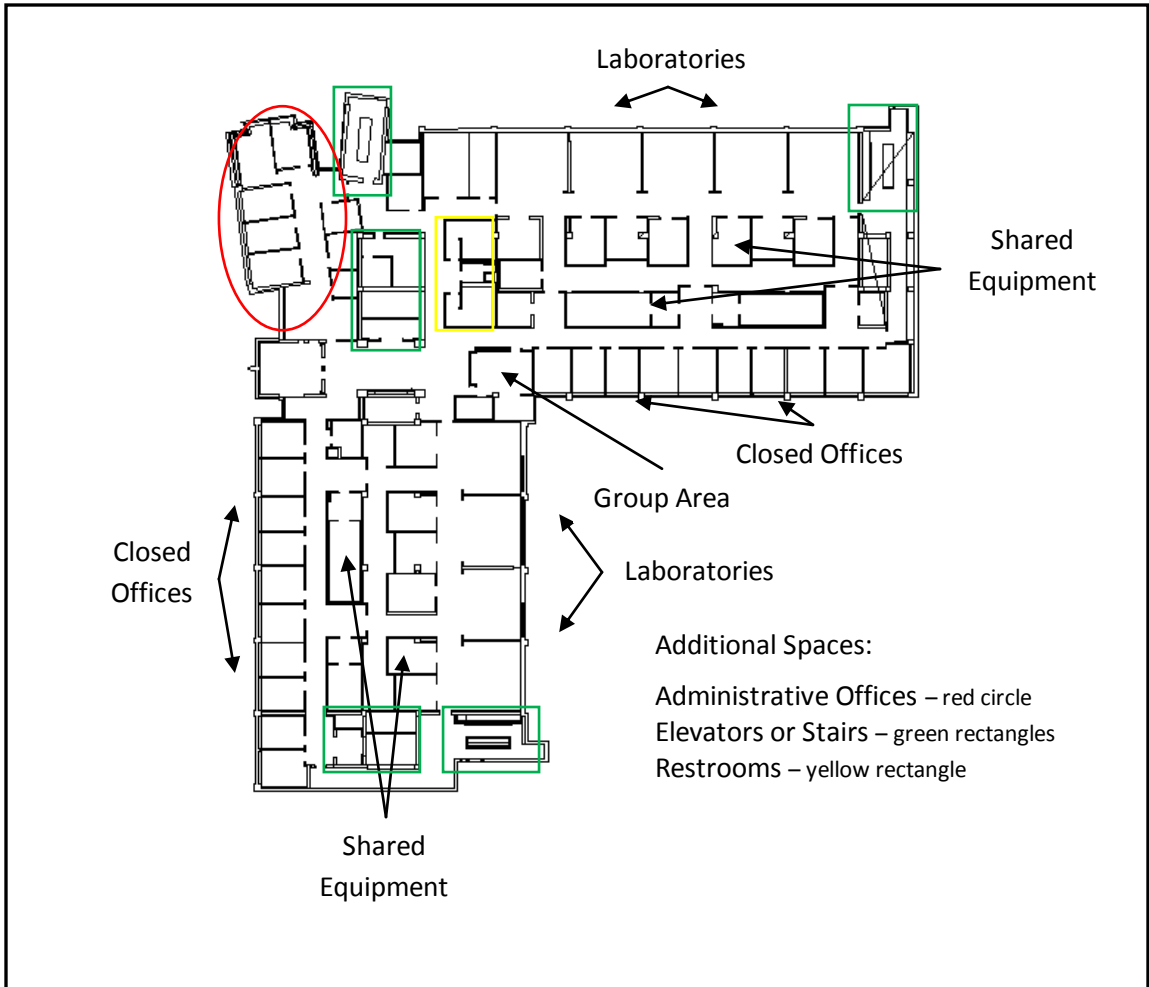 Laboratories
Shared
Equipment
Closed Offices
Group Area
Closed
Offices
Laboratories
Additional Spaces:
Administrative Offices – red circle
Elevators or Stairs – green rectangles
Restrooms – yellow rectangle
Shared
Equipment